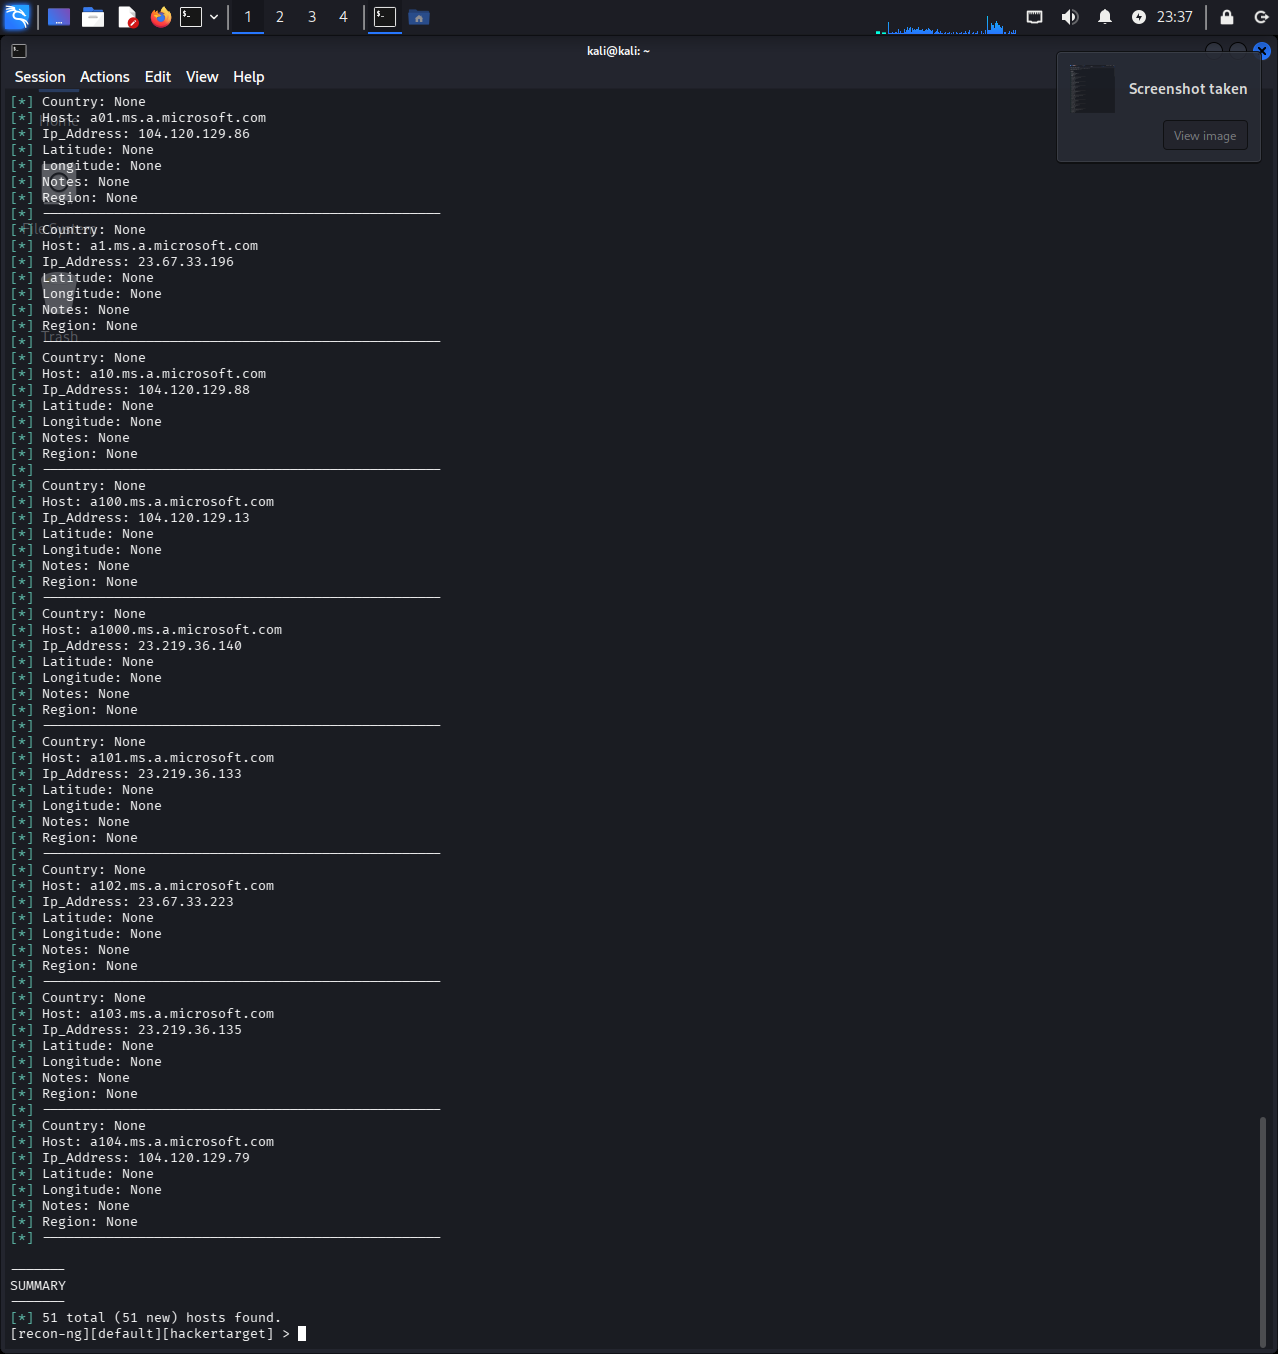 1 2 3 4 23:37
kali@kali: ~
Session Actions Edit View Help
Screenshot taken
View image
[*] Country: None
[*] Host: a01.ms.a.microsoft.com
Home
[*] Ip_Address: 104.120.129.86
[*] Latitude: None
[*] Longitude: None
[*] Notes: None
[*] Region: None
[*] --------------------------------------------------
File System
[*] Country: None
[*] Host: a1.ms.a.microsoft.com
[*] Ip_Address: 23.67.33.196
[*] Latitude: None
[*] Longitude: None
[*] Notes: None
[*] Region: None
Trash
[*] --------------------------------------------------
[*] Country: None
[*] Host: a10.ms.a.microsoft.com
[*] Ip_Address: 104.120.129.88
[*] Latitude: None
[*] Longitude: None
[*] Notes: None
[*] Region: None
[*] --------------------------------------------------
[*] Country: None
[*] Host: a100.ms.a.microsoft.com
[*] Ip_Address: 104.120.129.13
[*] Latitude: None
[*] Longitude: None
[*] Notes: None
[*] Region: None
[*] --------------------------------------------------
[*] Country: None
[*] Host: a1000.ms.a.microsoft.com
[*] Ip_Address: 23.219.36.140
[*] Latitude: None
[*] Longitude: None
[*] Notes: None
[*] Region: None
[*] --------------------------------------------------
[*] Country: None
[*] Host: a101.ms.a.microsoft.com
[*] Ip_Address: 23.219.36.133
[*] Latitude: None
[*] Longitude: None
[*] Notes: None
[*] Region: None
[*] --------------------------------------------------
[*] Country: None
[*] Host: a102.ms.a.microsoft.com
[*] Ip_Address: 23.67.33.223
[*] Latitude: None
[*] Longitude: None
[*] Notes: None
[*] Region: None
[*] --------------------------------------------------
[*] Country: None
[*] Host: a103.ms.a.microsoft.com
[*] Ip_Address: 23.219.36.135
[*] Latitude: None
[*] Longitude: None
[*] Notes: None
[*] Region: None
[*] --------------------------------------------------
[*] Country: None
[*] Host: a104.ms.a.microsoft.com
[*] Ip_Address: 104.120.129.79
[*] Latitude: None
[*] Longitude: None
[*] Notes: None
[*] Region: None
[*] --------------------------------------------------
-------
SUMMARY
-------
[*] 51 total (51 new) hosts found.
[recon-ng][default][hackertarget] >